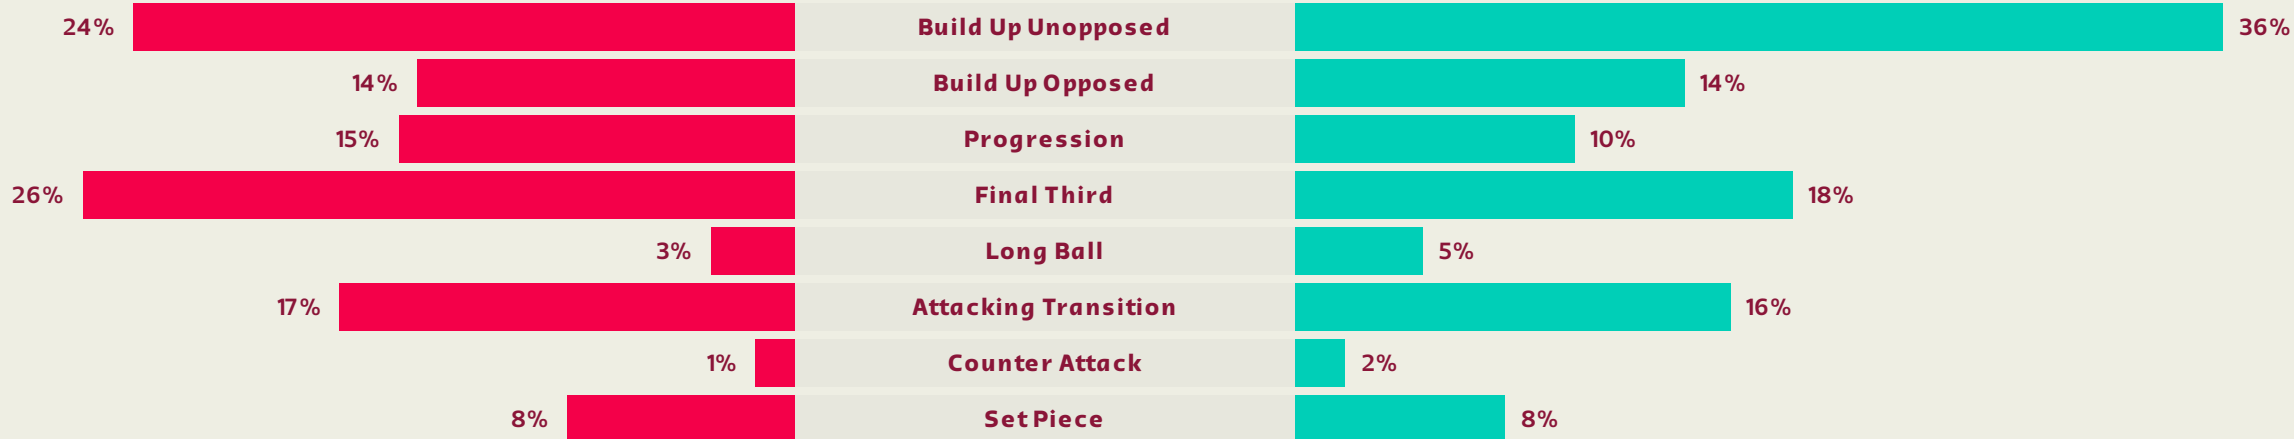 24% Build Up Unopposed 36%
14% Build Up Opposed 14%
15% Progression 10%
26% Final Third 18%
3% Long Ball 5%
17% Attacking Transition 16%
1% Counter Attack 2%
8% Set Piece 8%